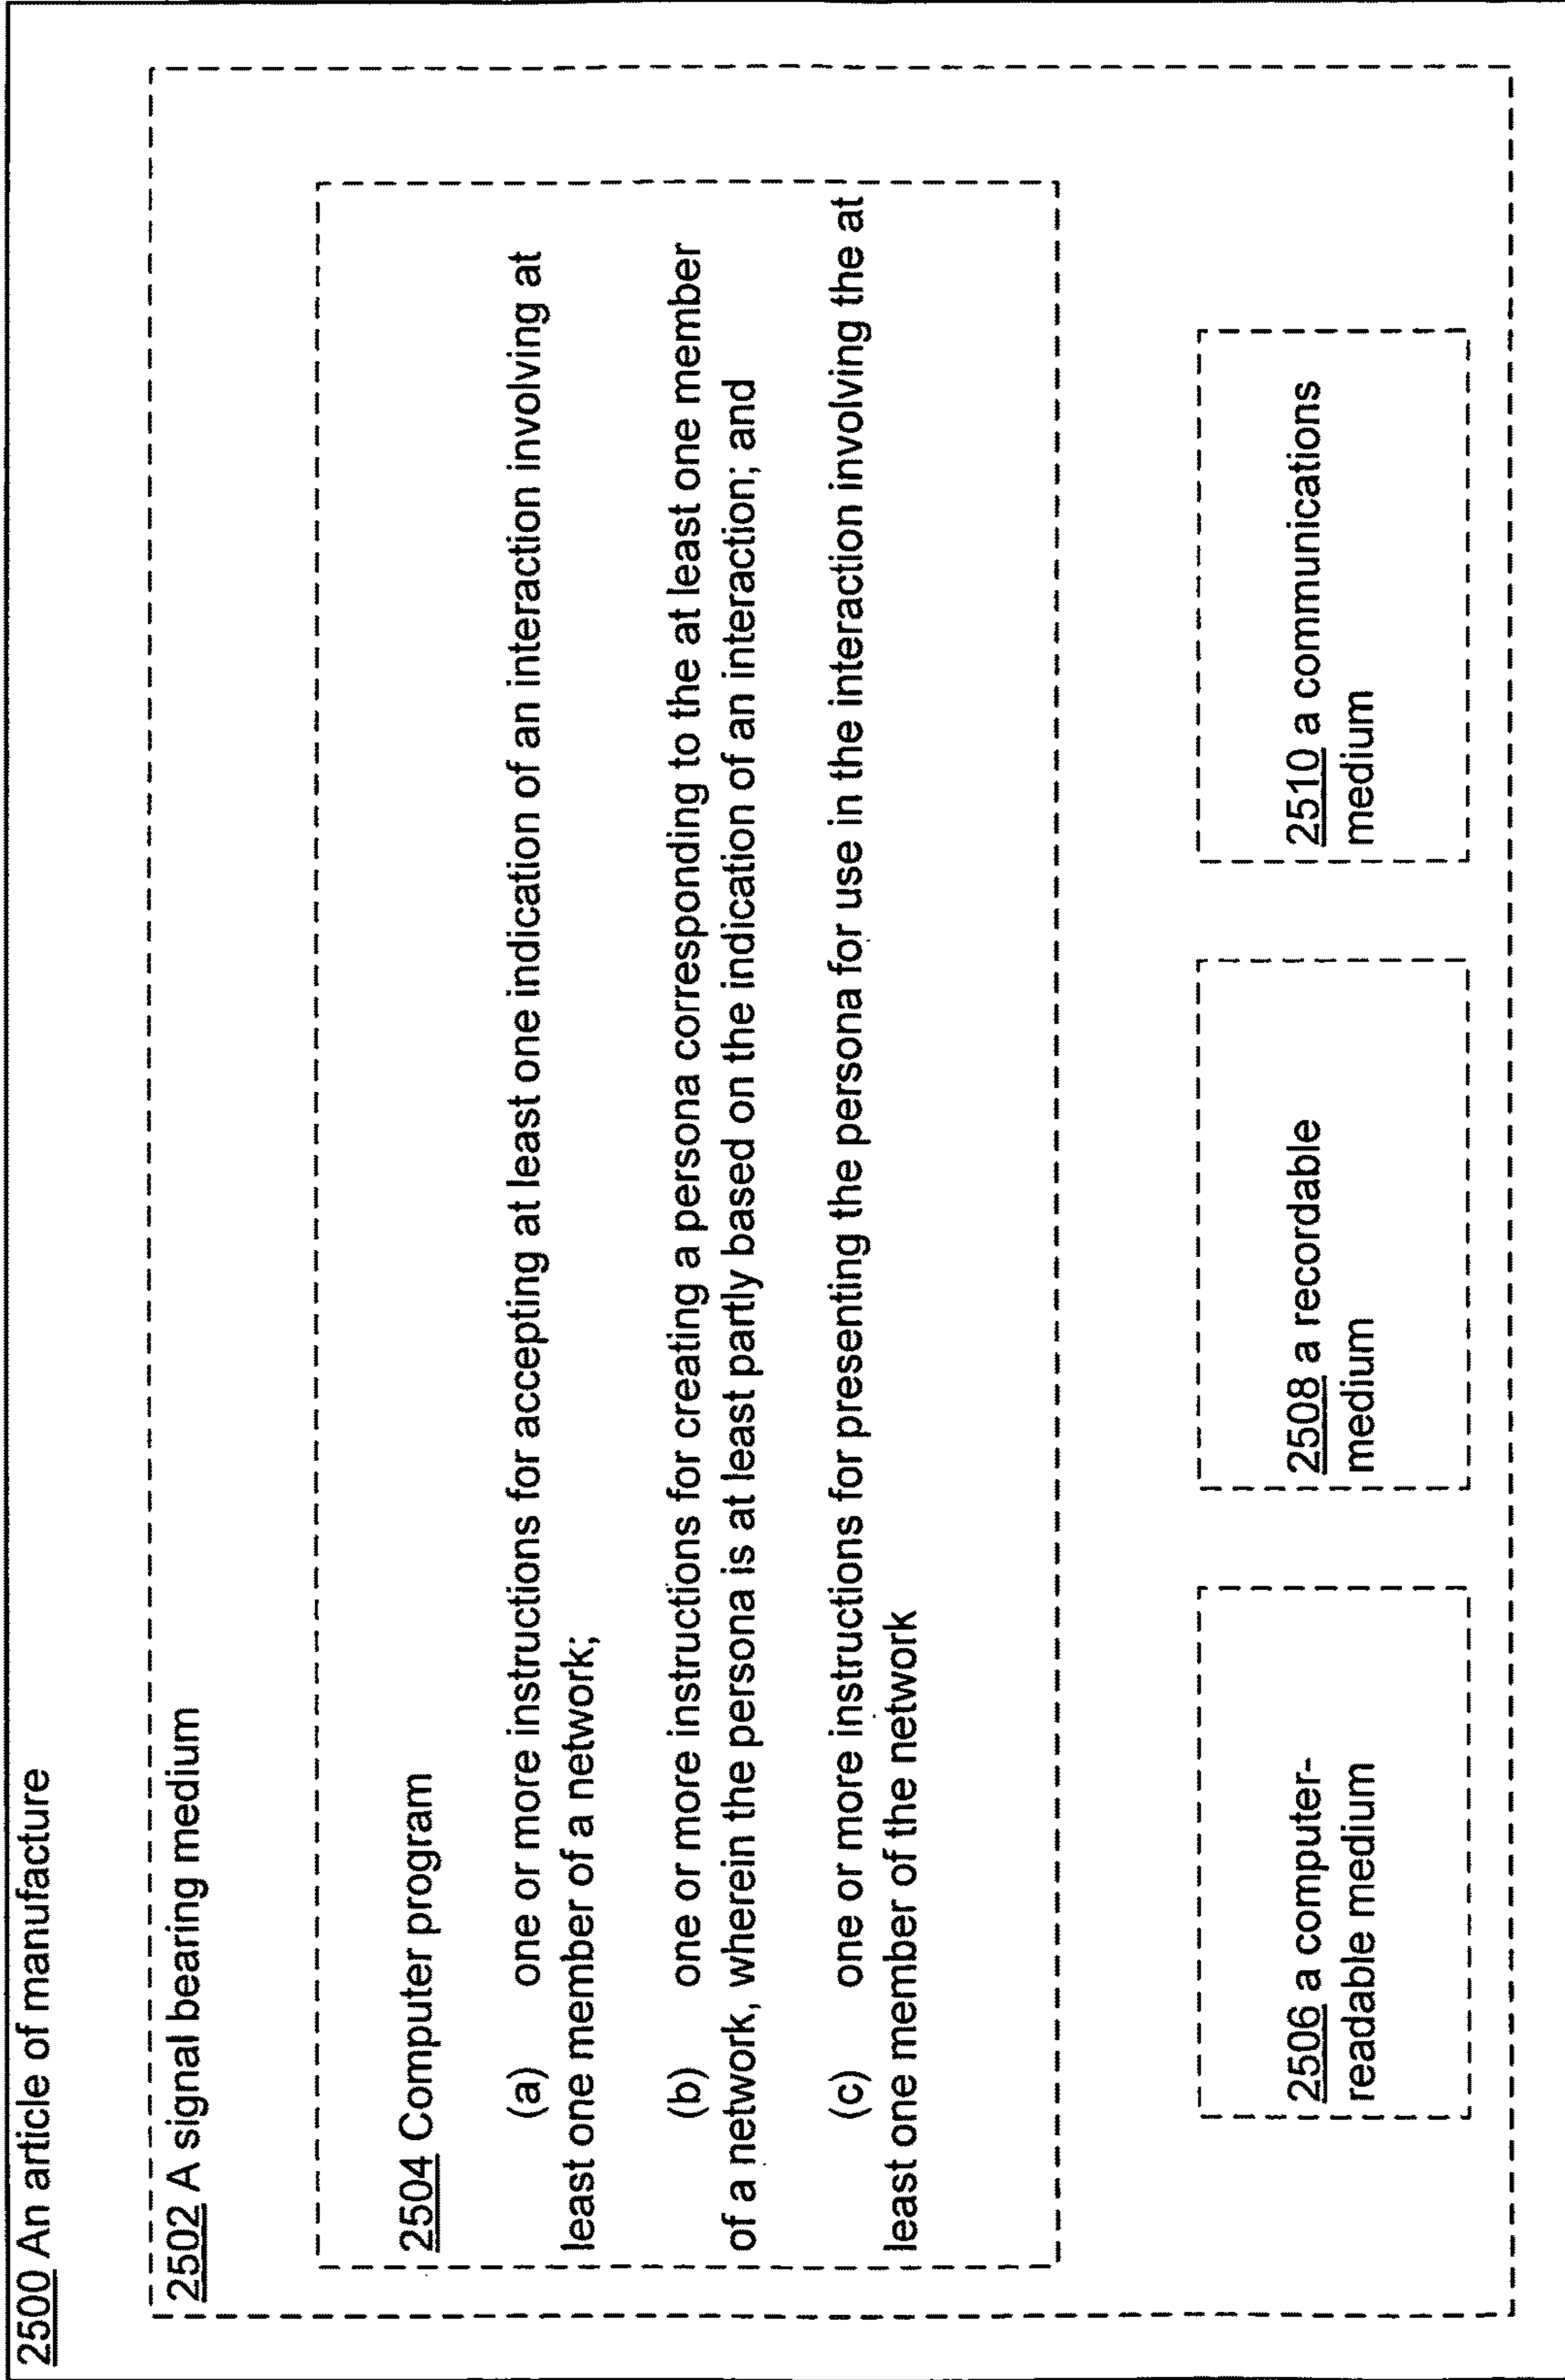 2500 An article of manufacture
2502 A signal bearing medium
2504 Computer program
(a) one or more instructions for accepting at least one indication of an interaction involving at
least one member of a network;
(b) one or more instructions for creating a persona corresponding to the at least one member
of a network, wherein the persona is at least partly based on the indication of an interaction; and
(c) one or more instructions for presenting the persona for use in the interaction involving the at
least one member of the network
2506 a computer-
readable medium
2508 a recordable
medium
2510 a communications
medium